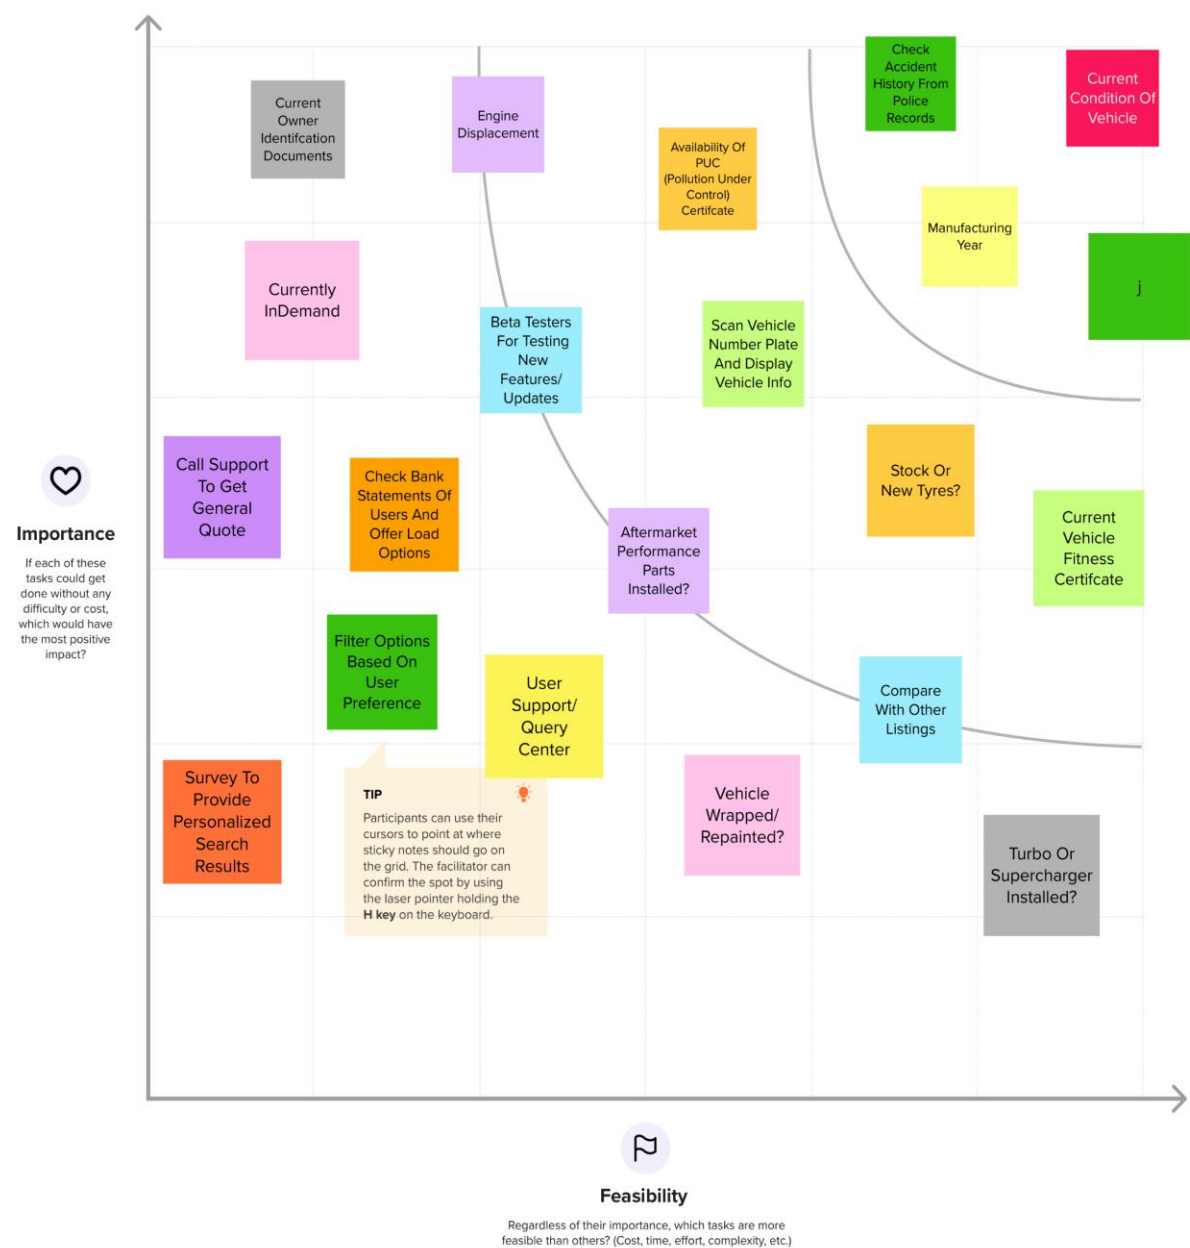 Current
Owner
Identifcation
Documents
Engine
Displacement
Availability Of
PUC
(Pollution Under
Control)
Certifcate
Check
Accident
History From
Police
Records
Current
Condition Of
Vehicle
Manufacturing
Year
j
Currently
InDemand
Beta Testers
For Testing
New
Features/
Updates
Scan Vehicle
Number Plate
And Display
Vehicle Info
Call Support
To Get
General
Quote
Check Bank
Statements Of
Users And
Offer Load
Options
Stock Or
New Tyres?
Current
Vehicle
Fitness
Certifcate
Aftermarket
Performance
Parts
Installed?
Importance
If each of these
tasks could get
done without any
difficulty or cost,
which would have
the most positive
impact?
Filter Options
Based On
User
Preference
User
Support/
Query
Center
Compare
With Other
Listings
Survey To
Provide
Personalized
Search
Results
TIP
Participants can use their
cursors to point at where
sticky notes should go on
the grid. The facilitator can
confirm the spot by using
the laser pointer holding the
H key on the keyboard.
Vehicle
Wrapped/
Repainted?
Turbo Or
Supercharger
Installed?
Feasibility
Regardless of their importance, which tasks are more
feasible than others? (Cost, time, effort, complexity, etc.)